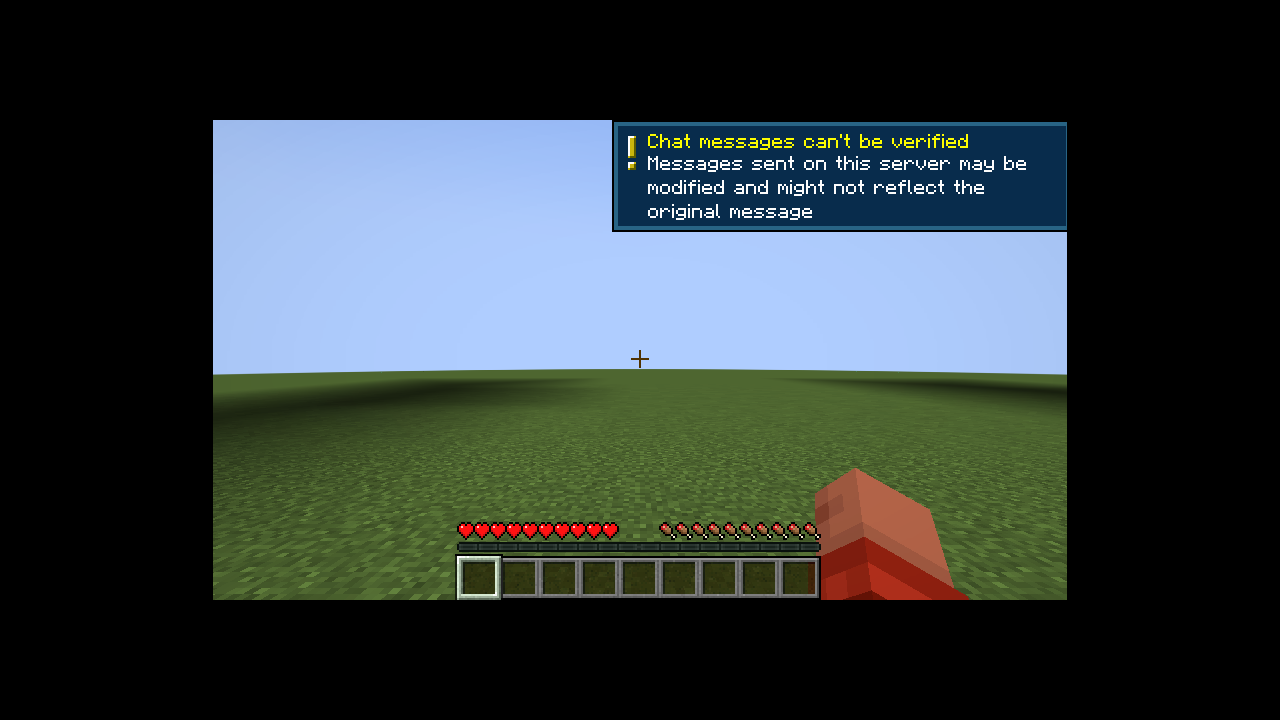 Chat messages can't be verified
Messages sent on this server may be
modified and might not reflect the
original message